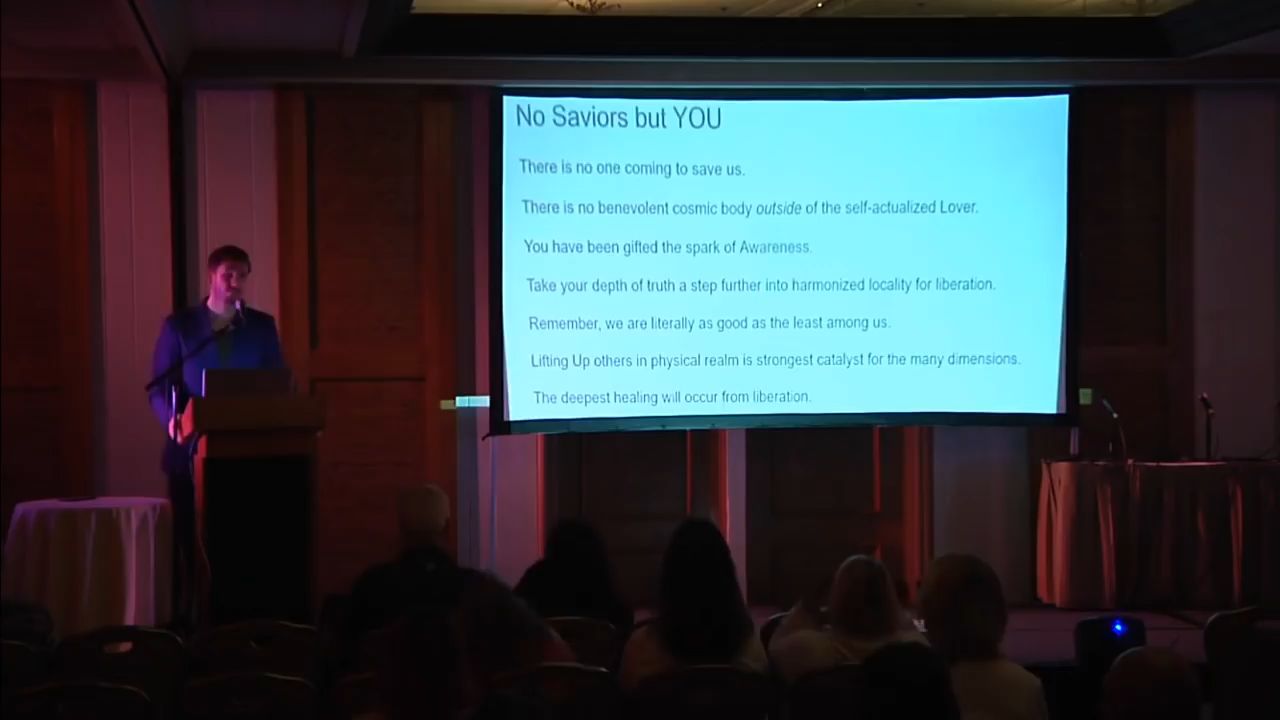 No Saviors but YOU
There is no one coming to save us.
There is no benevolent cosmic body outside of the self-actualized Lover.
You have been gifted the spark of Awareness.
Take your depth of truth a step further into harmonized locality for liberation.
Remember, we are literally as good as the least among us.
Lifting Up others in physical realm is strongest catalyst for the many dimensions.
The deepest healing will occur from liberation.